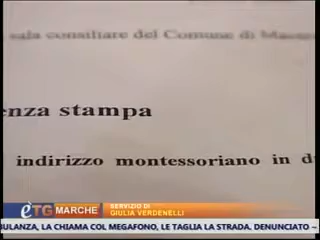 sala consiliare del Comune di
enza stampa
indirizzo montessoriano in d
èTG MARCHE
SERVIZIO DI
GIULIA VERDENELLI
BULANZA, LA CHIAMA COL MEGAFONO, LE TAGLIA LA STRADA. DENUNCIATO –